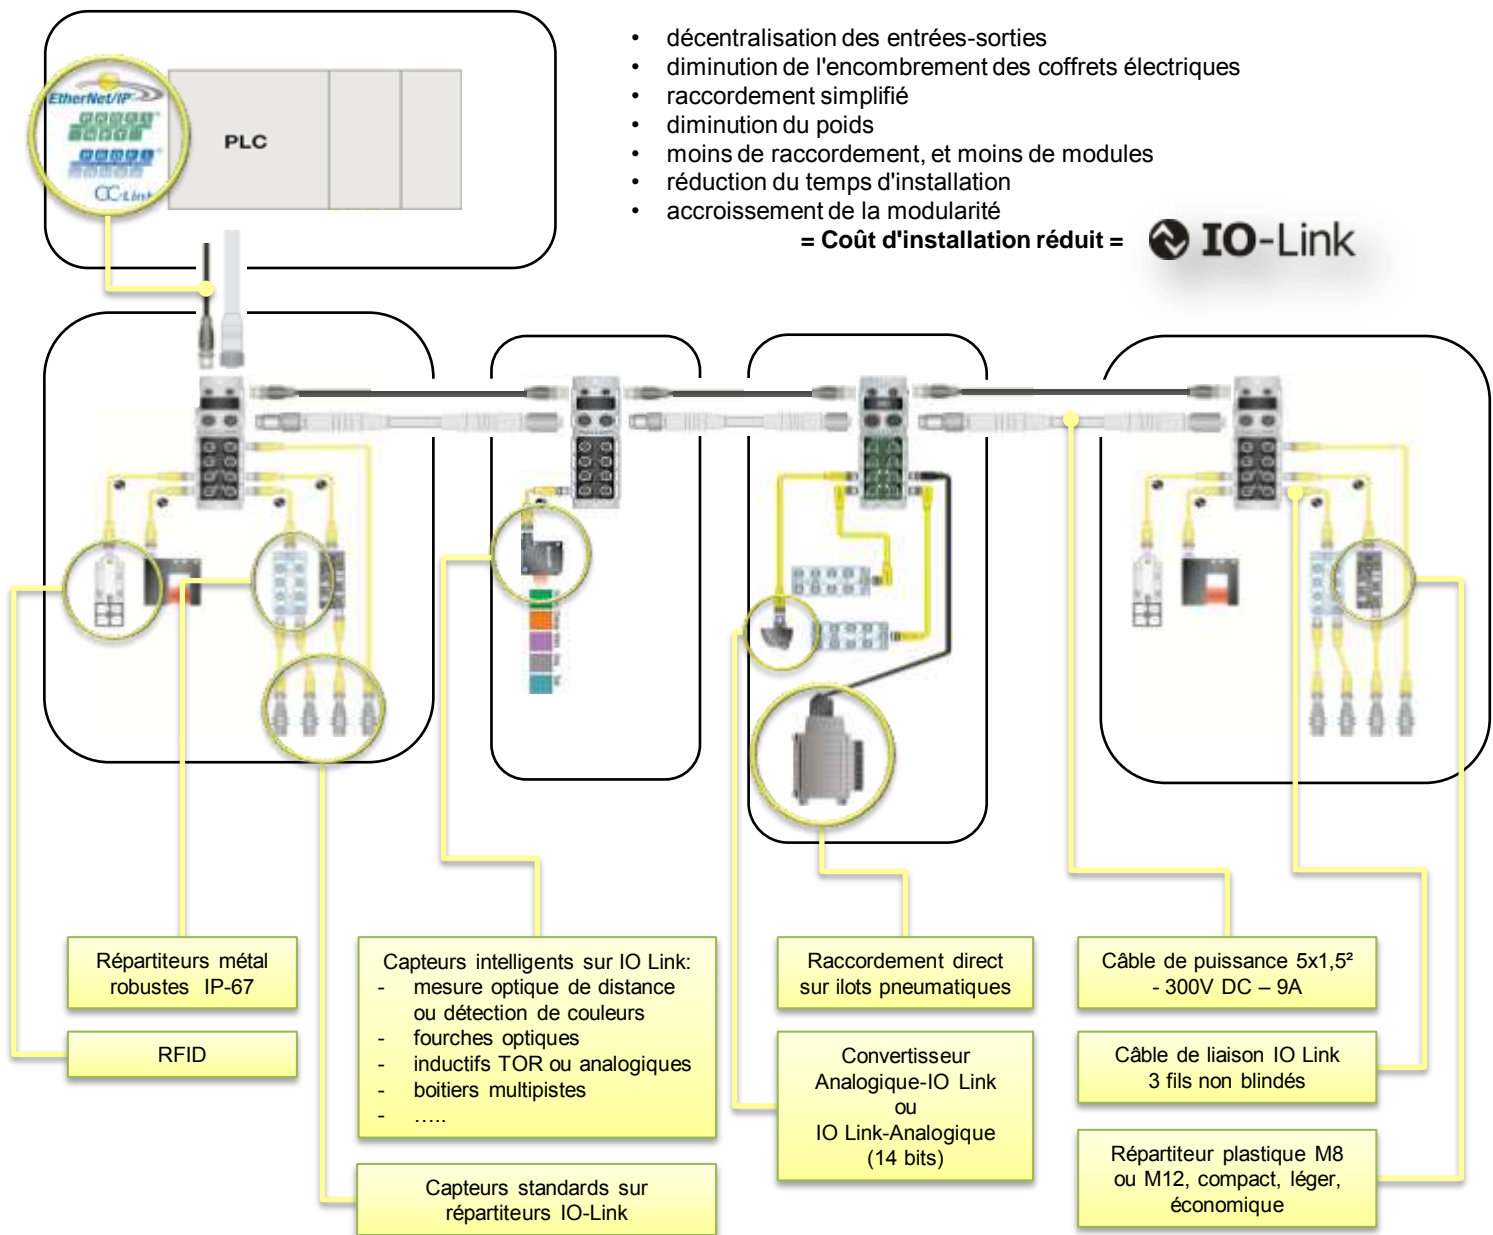 • décentralisation des entrées-sorties
• diminution de l'encombrement des coffrets électriques
• raccordement simplifié
• diminution du poids
• moins de raccordement, et moins de modules
• réduction du temps d'installation
• accroissement de la modularité
= Coût d'installation réduit =
IO-Link
EtherNet/IP
CC-Link
PLC
Répartiteurs métal
robustes IP-67
RFID
Capteurs intelligents sur IO Link:
- mesure optique de distance
ou détection de couleurs
- fourches optiques
- inductifs TOR ou analogiques
- boitiers multipistes
- …..
Capteurs standards sur
répartiteurs IO-Link
Raccordement direct
sur ilots pneumatiques
Convertisseur
Analogique-IO Link
ou
IO Link-Analogique
(14 bits)
Câble de puissance 5x1,5²
- 300V DC – 9A
Câble de liaison IO Link
3 fils non blindés
Répartiteur plastique M8
ou M12, compact, léger,
économique